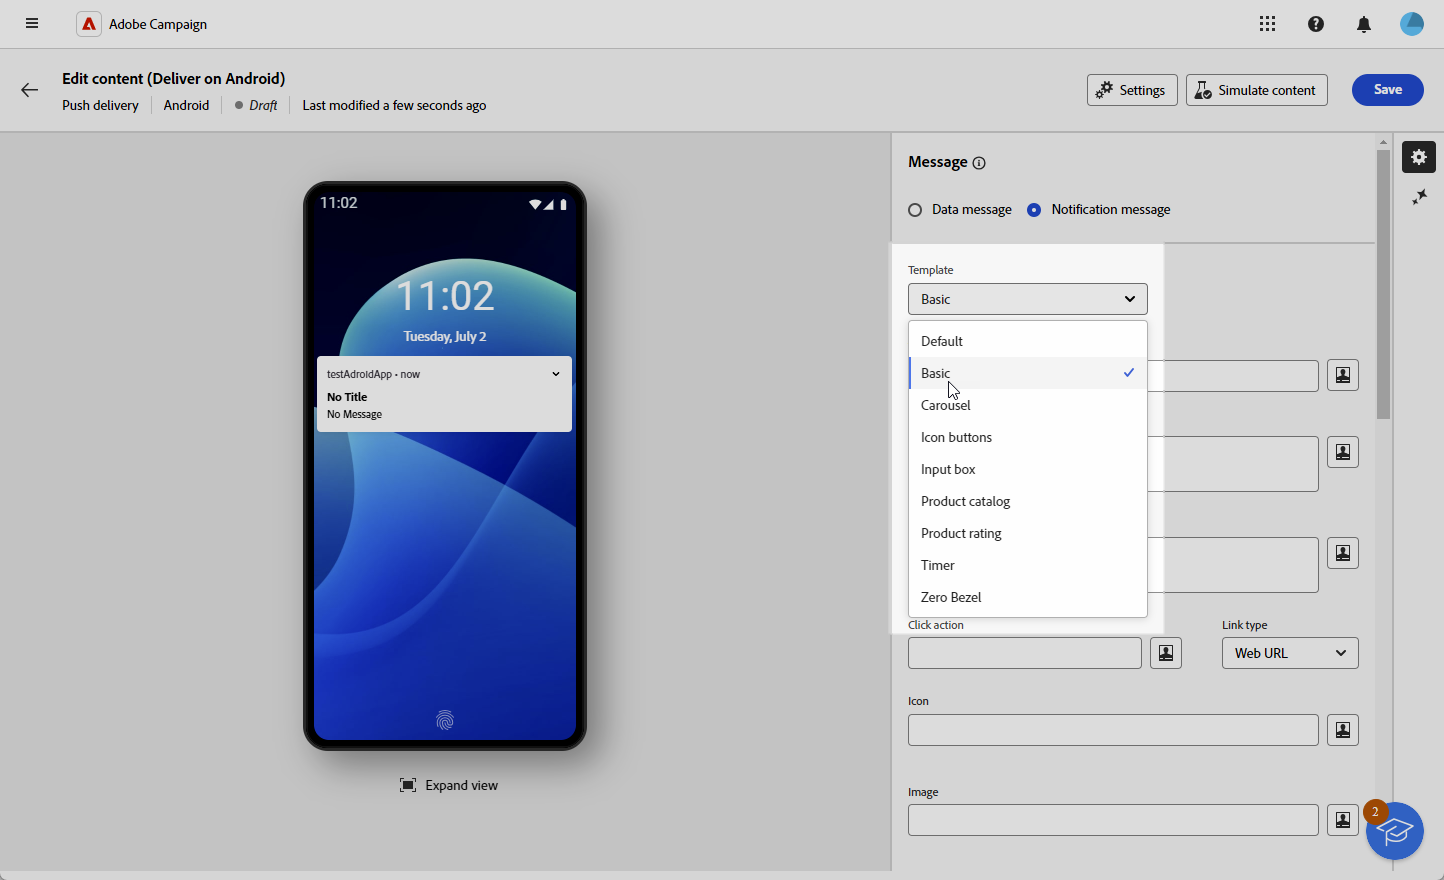 Adobe Campaign
Edit content (Deliver on Android)
Push delivery
Android
Draft
Last modified a few seconds ago
Settings
Simulate content
Save
11:02
11:02
Tuesday, July 2
testAdroidApp • now
No Title
No Message
Expand view
Message
Data message
Notification message
Template
Basic
Default
Basic
Carousel
Icon buttons
Input box
Product catalog
Product rating
Timer
Zero Bezel
Click action
Link type
Web URL
Icon
Image
2